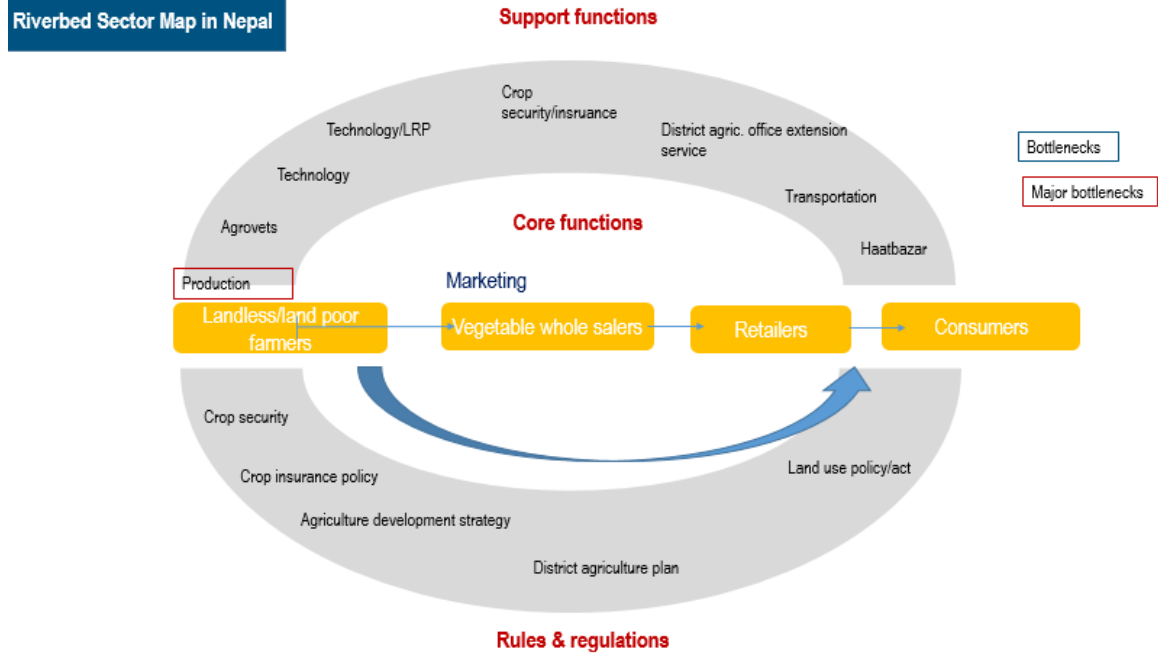 Riverbed Sector Map in Nepal
Support functions
Crop
security/insruance
Technology/LRP
District agric. office extension
service
Bottlenecks
Technology
Major bottlenecks
Transportation
Agrovets
Core functions
Haatbazar
Production
Marketing
Landless/land poor
farmers
Vegetable whole salers
Retailers
Consumers
Crop security
Crop insurance policy
Land use policy/act
Agriculture development strategy
District agriculture plan
Rules & regulations